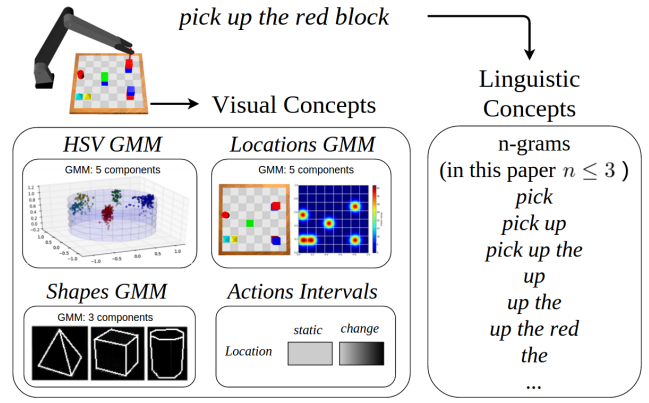 pick up the red block
Visual Concepts
HSV GMM
GMM: 5 components
Locations GMM
GMM: 5 components
Shapes GMM
GMM: 3 components
Actions Intervals
static change
Location
Linguistic
Concepts
n-grams
(in this paper n ≤ 3 )
pick
pick up
pick up the
up
up the
up the red
the
...